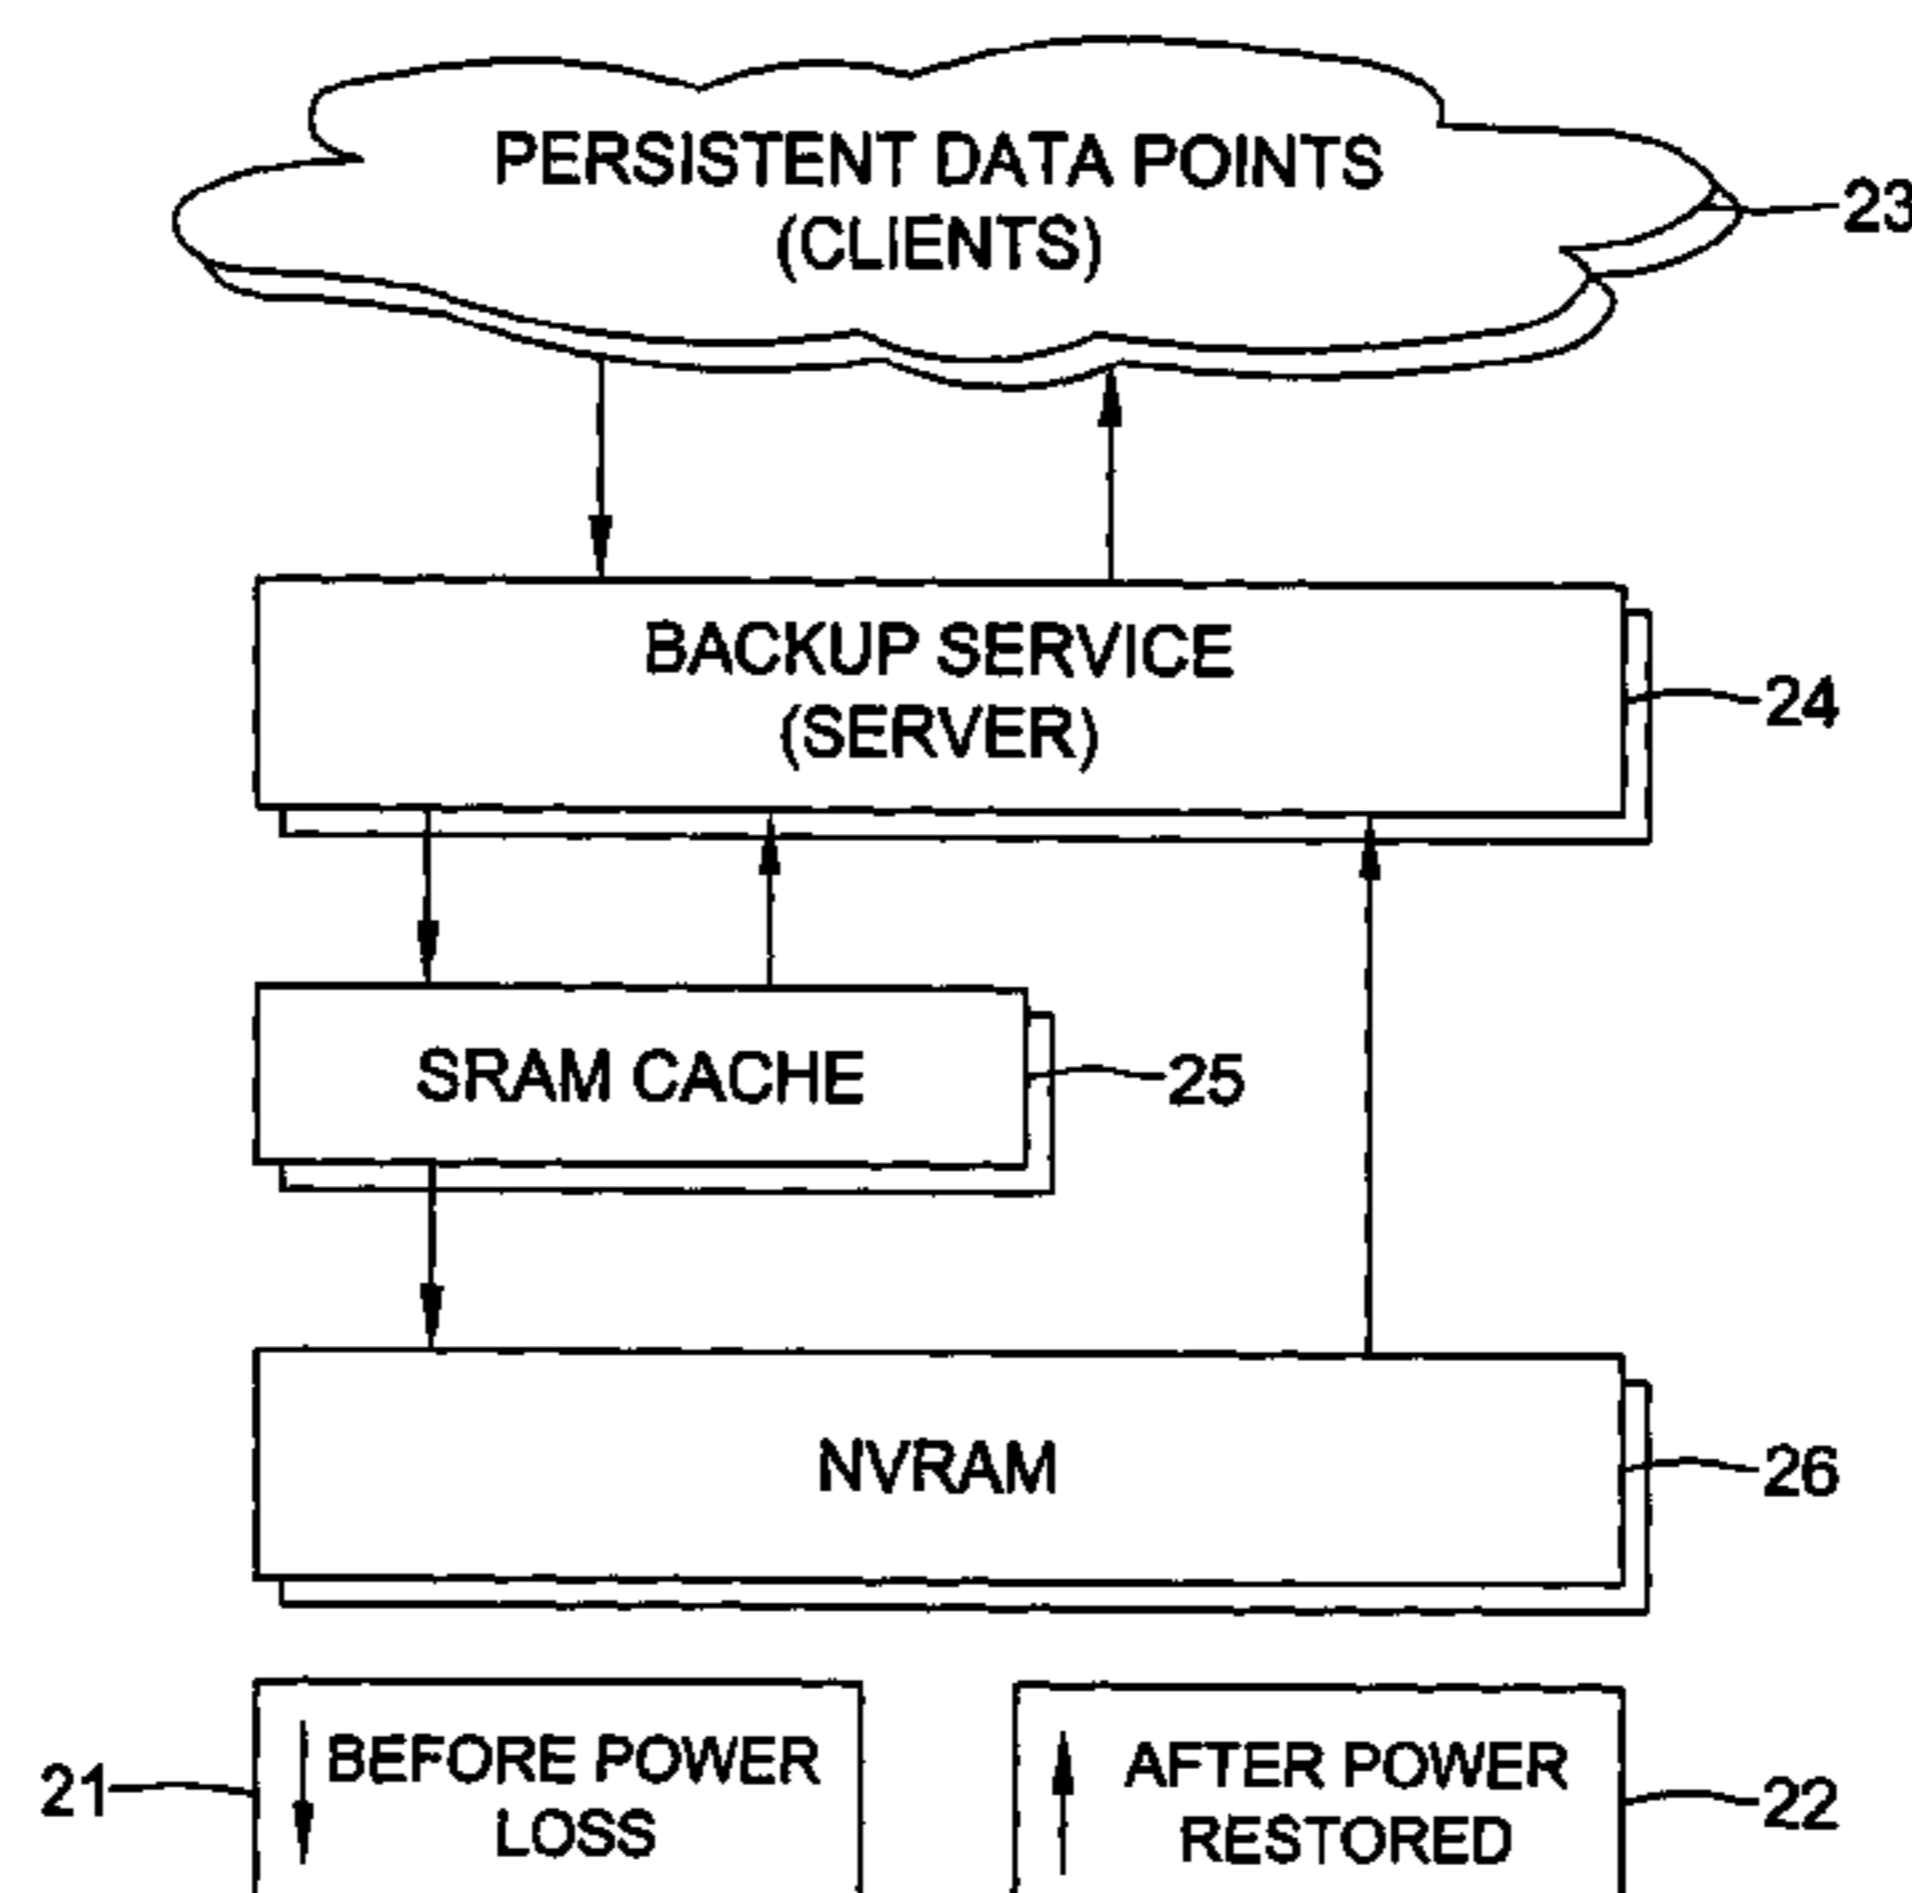 PERSISTENT DATA POINTS
(CLIENTS)
23
BACKUP SERVICE
(SERVER)
24
SRAM CACHE
25
NVRAM
26
21
BEFORE POWER
LOSS
AFTER POWER
RESTORED
22